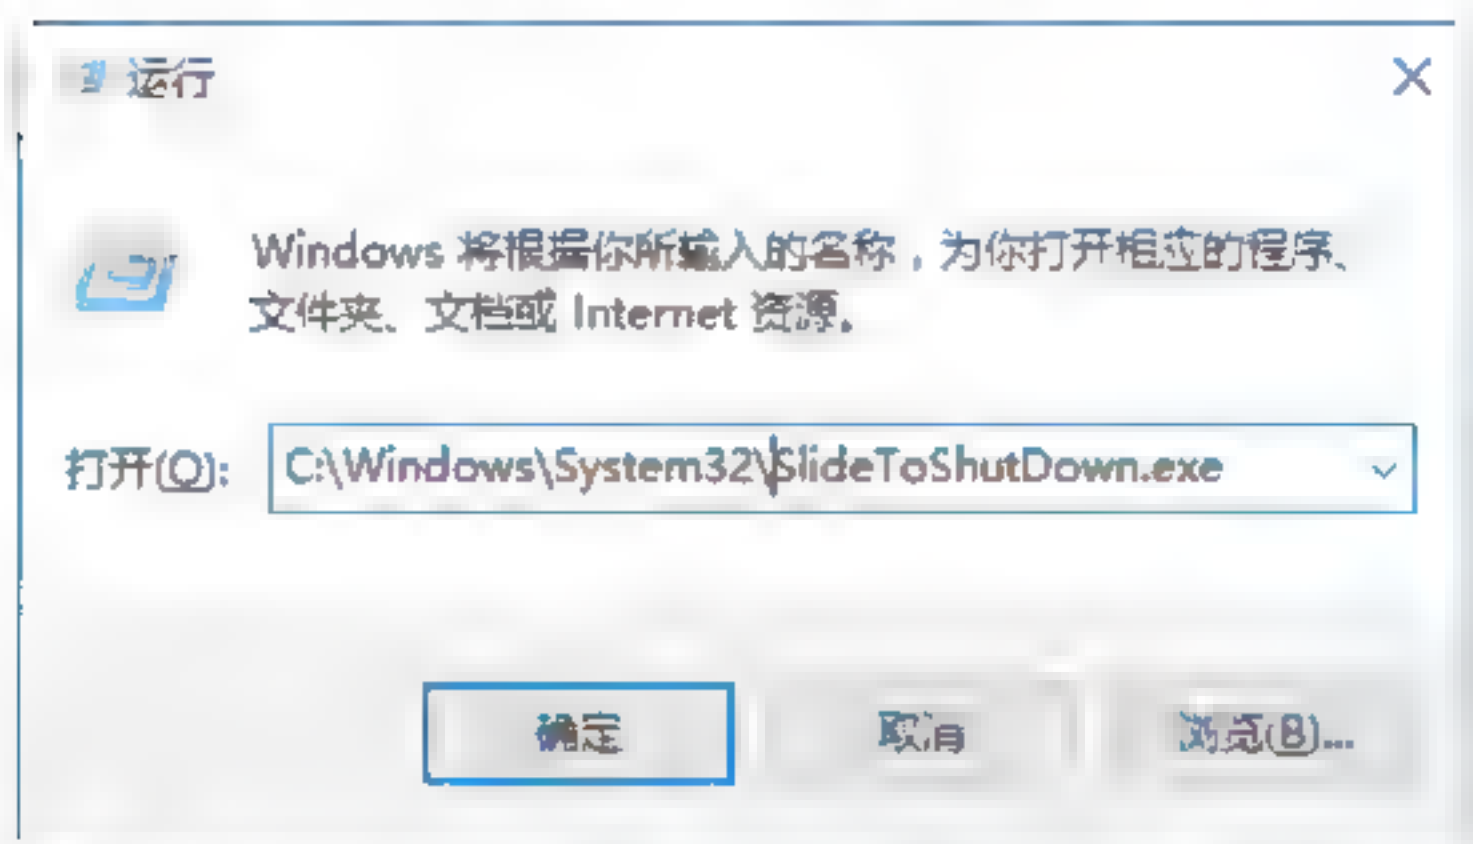 运行
Windows 将根据你所输入的名称，为你打开相应的程序、
文件夹、文档或 Internet 资源。
打开(O):
C:\Windows\System32\SlideToShutDown.exe
确定
取消
浏览(B)...